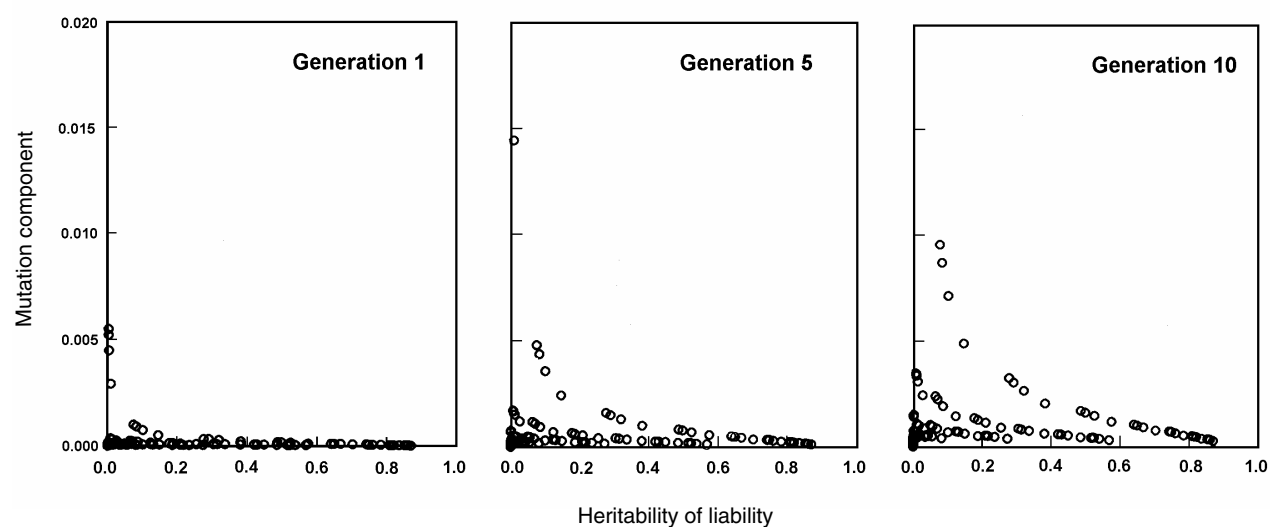 0.020
0.015
0.010
0.005
0.000
Mutation component
Generation 1
0.0 0.2 0.4 0.6 0.8 1.0
Generation 5
0.0 0.2 0.4 0.6 0.8 1.0
Generation 10
0.0 0.2 0.4 0.6 0.8 1.0
Heritability of liability